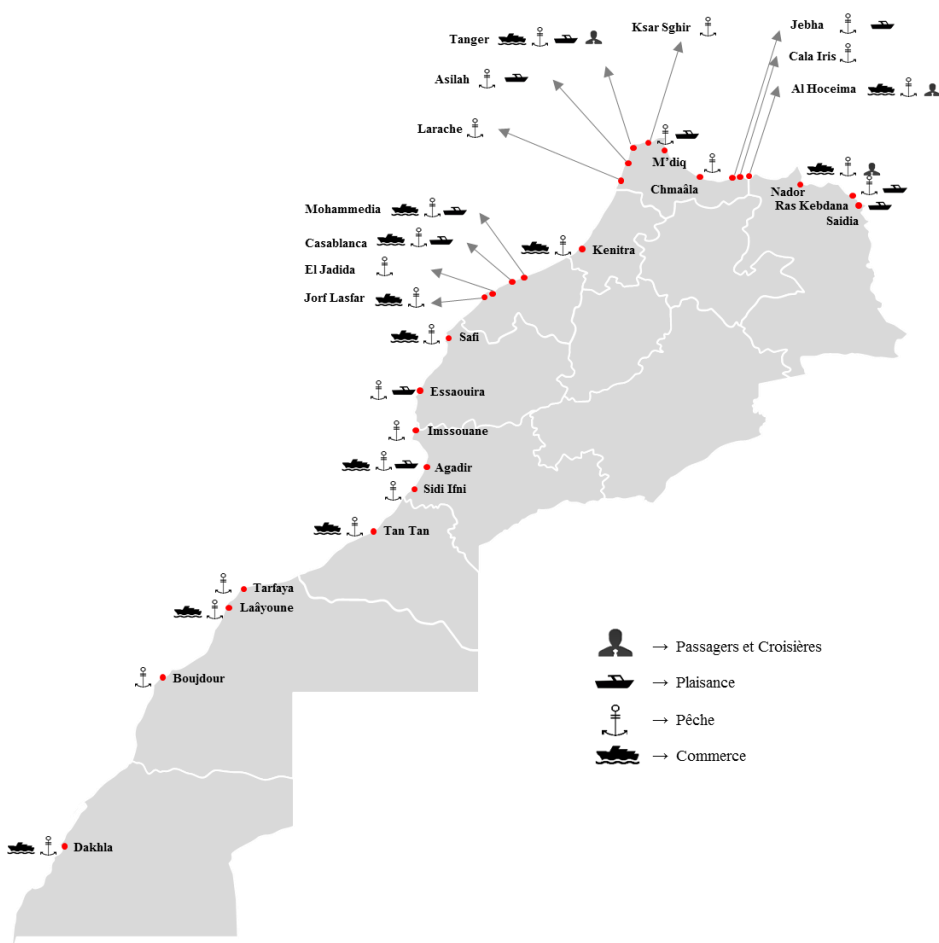 Ksar Sghir
Jebha
Tanger
Cala Iris
Asilah
Al Hoceima
Larache
M’diq
Chmaâla
Nador
Ras Kebdana
Saidia
Mohammedia
Casablanca
Kenitra
El Jadida
Jorf Lasfar
Safi
Essaouira
Imssouane
Agadir
Sidi Ifni
Tan Tan
Tarfaya
Laâyoune
Boujdour
Dakhla
→ Passagers et Croisières
→ Plaisance
→ Pêche
→ Commerce